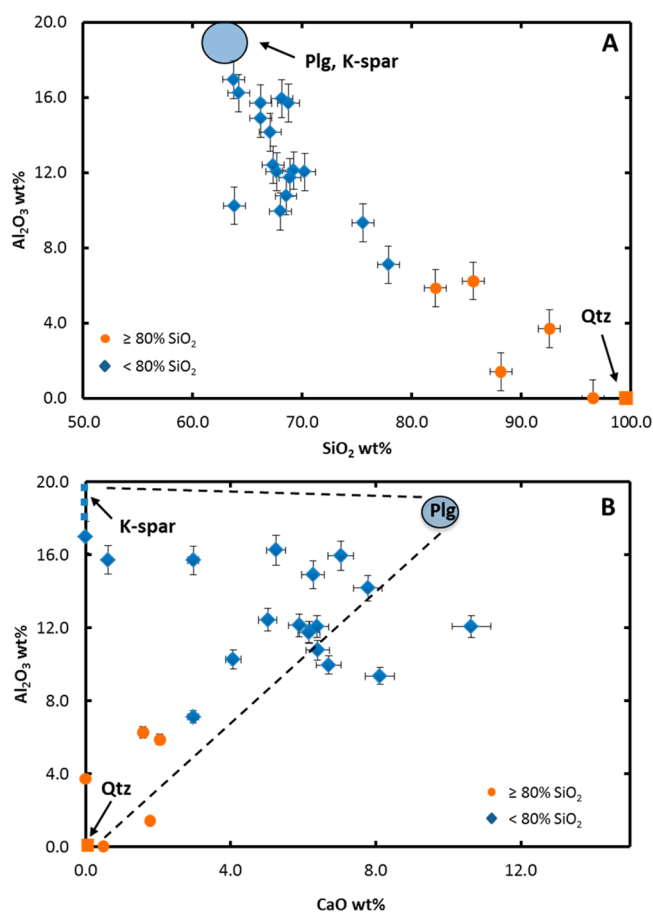 20.0
A
Plg, K-spar
16.0
12.0
Al₂O₃ wt%
8.0
4.0
Qtz
≥ 80% SiO₂
< 80% SiO₂
0.0
50.0 60.0 70.0 80.0 90.0 100.0
SiO₂ wt%
20.0
B
K-spar
Plg
16.0
12.0
Al₂O₃ wt%
8.0
4.0
Qtz
≥ 80% SiO₂
< 80% SiO₂
0.0
0.0 4.0 8.0 12.0
CaO wt%